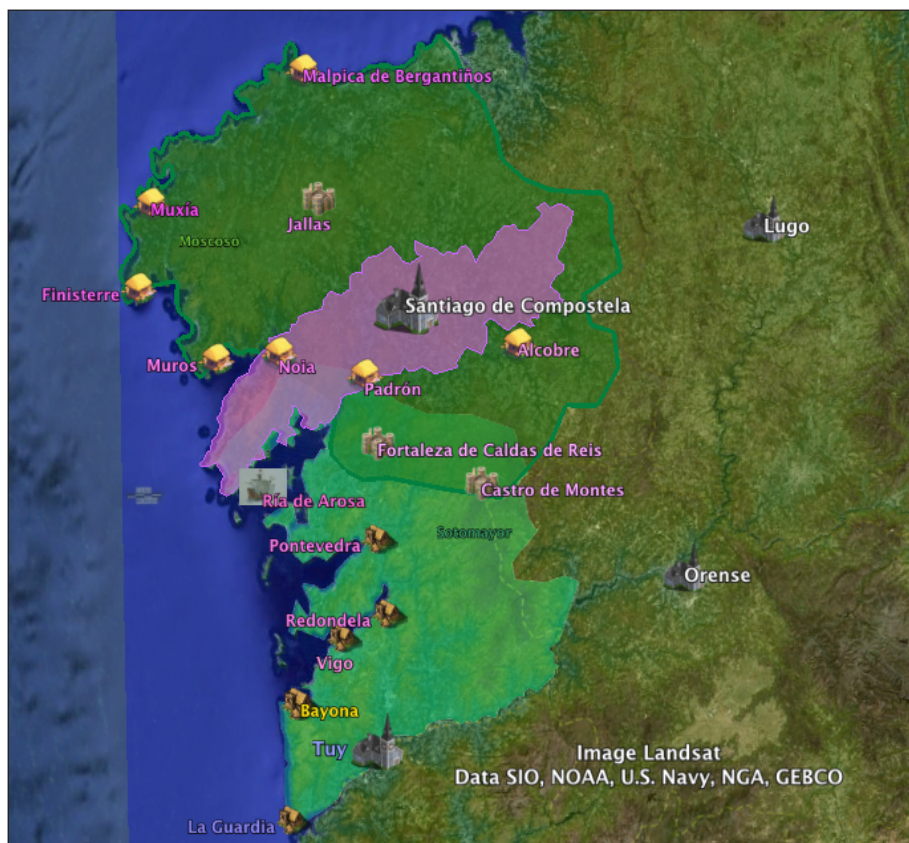 Malpica de Bergantiños
Muxía
Jallas
Lugo
Moscoso
Finisterre
Santiago de Compostela
Muros
Noia
Alcobre
Padrón
Fortaleza de Caldas de Reis
Castro de Montes
Ría de Arosa
Sotomayor
Pontevedra
Orense
Redondela
Vigo
Bayona
Tuy
Image Landsat
Data SIO, NOAA, U.S. Navy, NGA, GEBCO
La Guardia